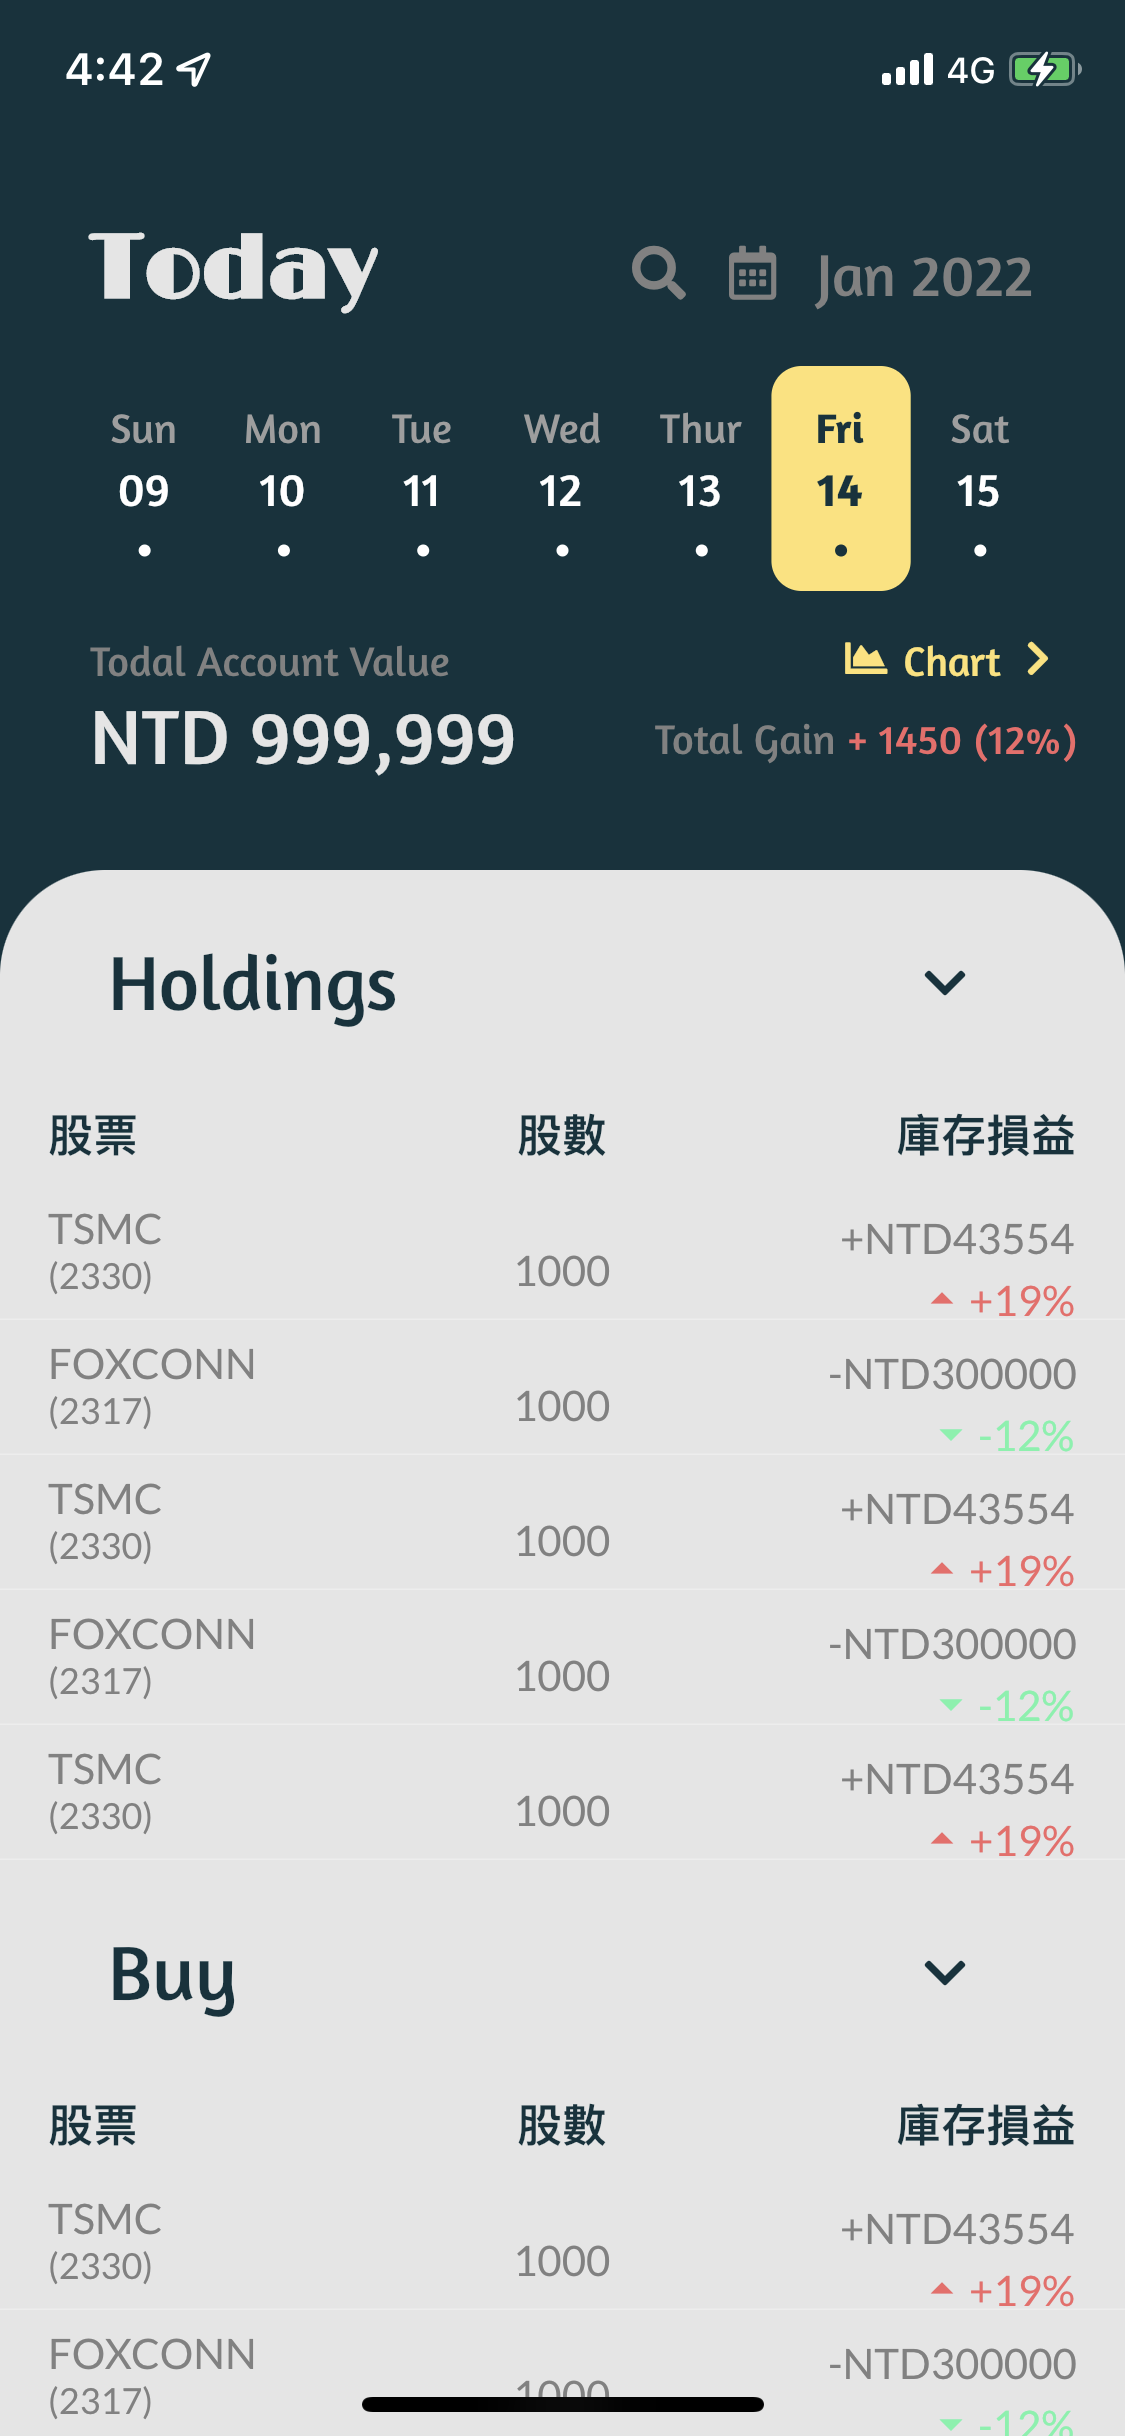 4:42
4G
Today
Jan 2022
Sun Mon Tue Wed Thur Fri Sat
09 10 11 12 13 14 15
Todal Account Value
Chart
NTD 999,999
Total Gain + 1450 (12%)
Holdings
股票 股數 庫存損益
TSMC
(2330)
1000
+NTD43554
+19%
FOXCONN
(2317)
1000
-NTD300000
-12%
TSMC
(2330)
1000
+NTD43554
+19%
FOXCONN
(2317)
1000
-NTD300000
-12%
TSMC
(2330)
1000
+NTD43554
+19%
Buy
股票 股數 庫存損益
TSMC
(2330)
1000
+NTD43554
+19%
FOXCONN
(2317)
1000
-NTD300000
-12%